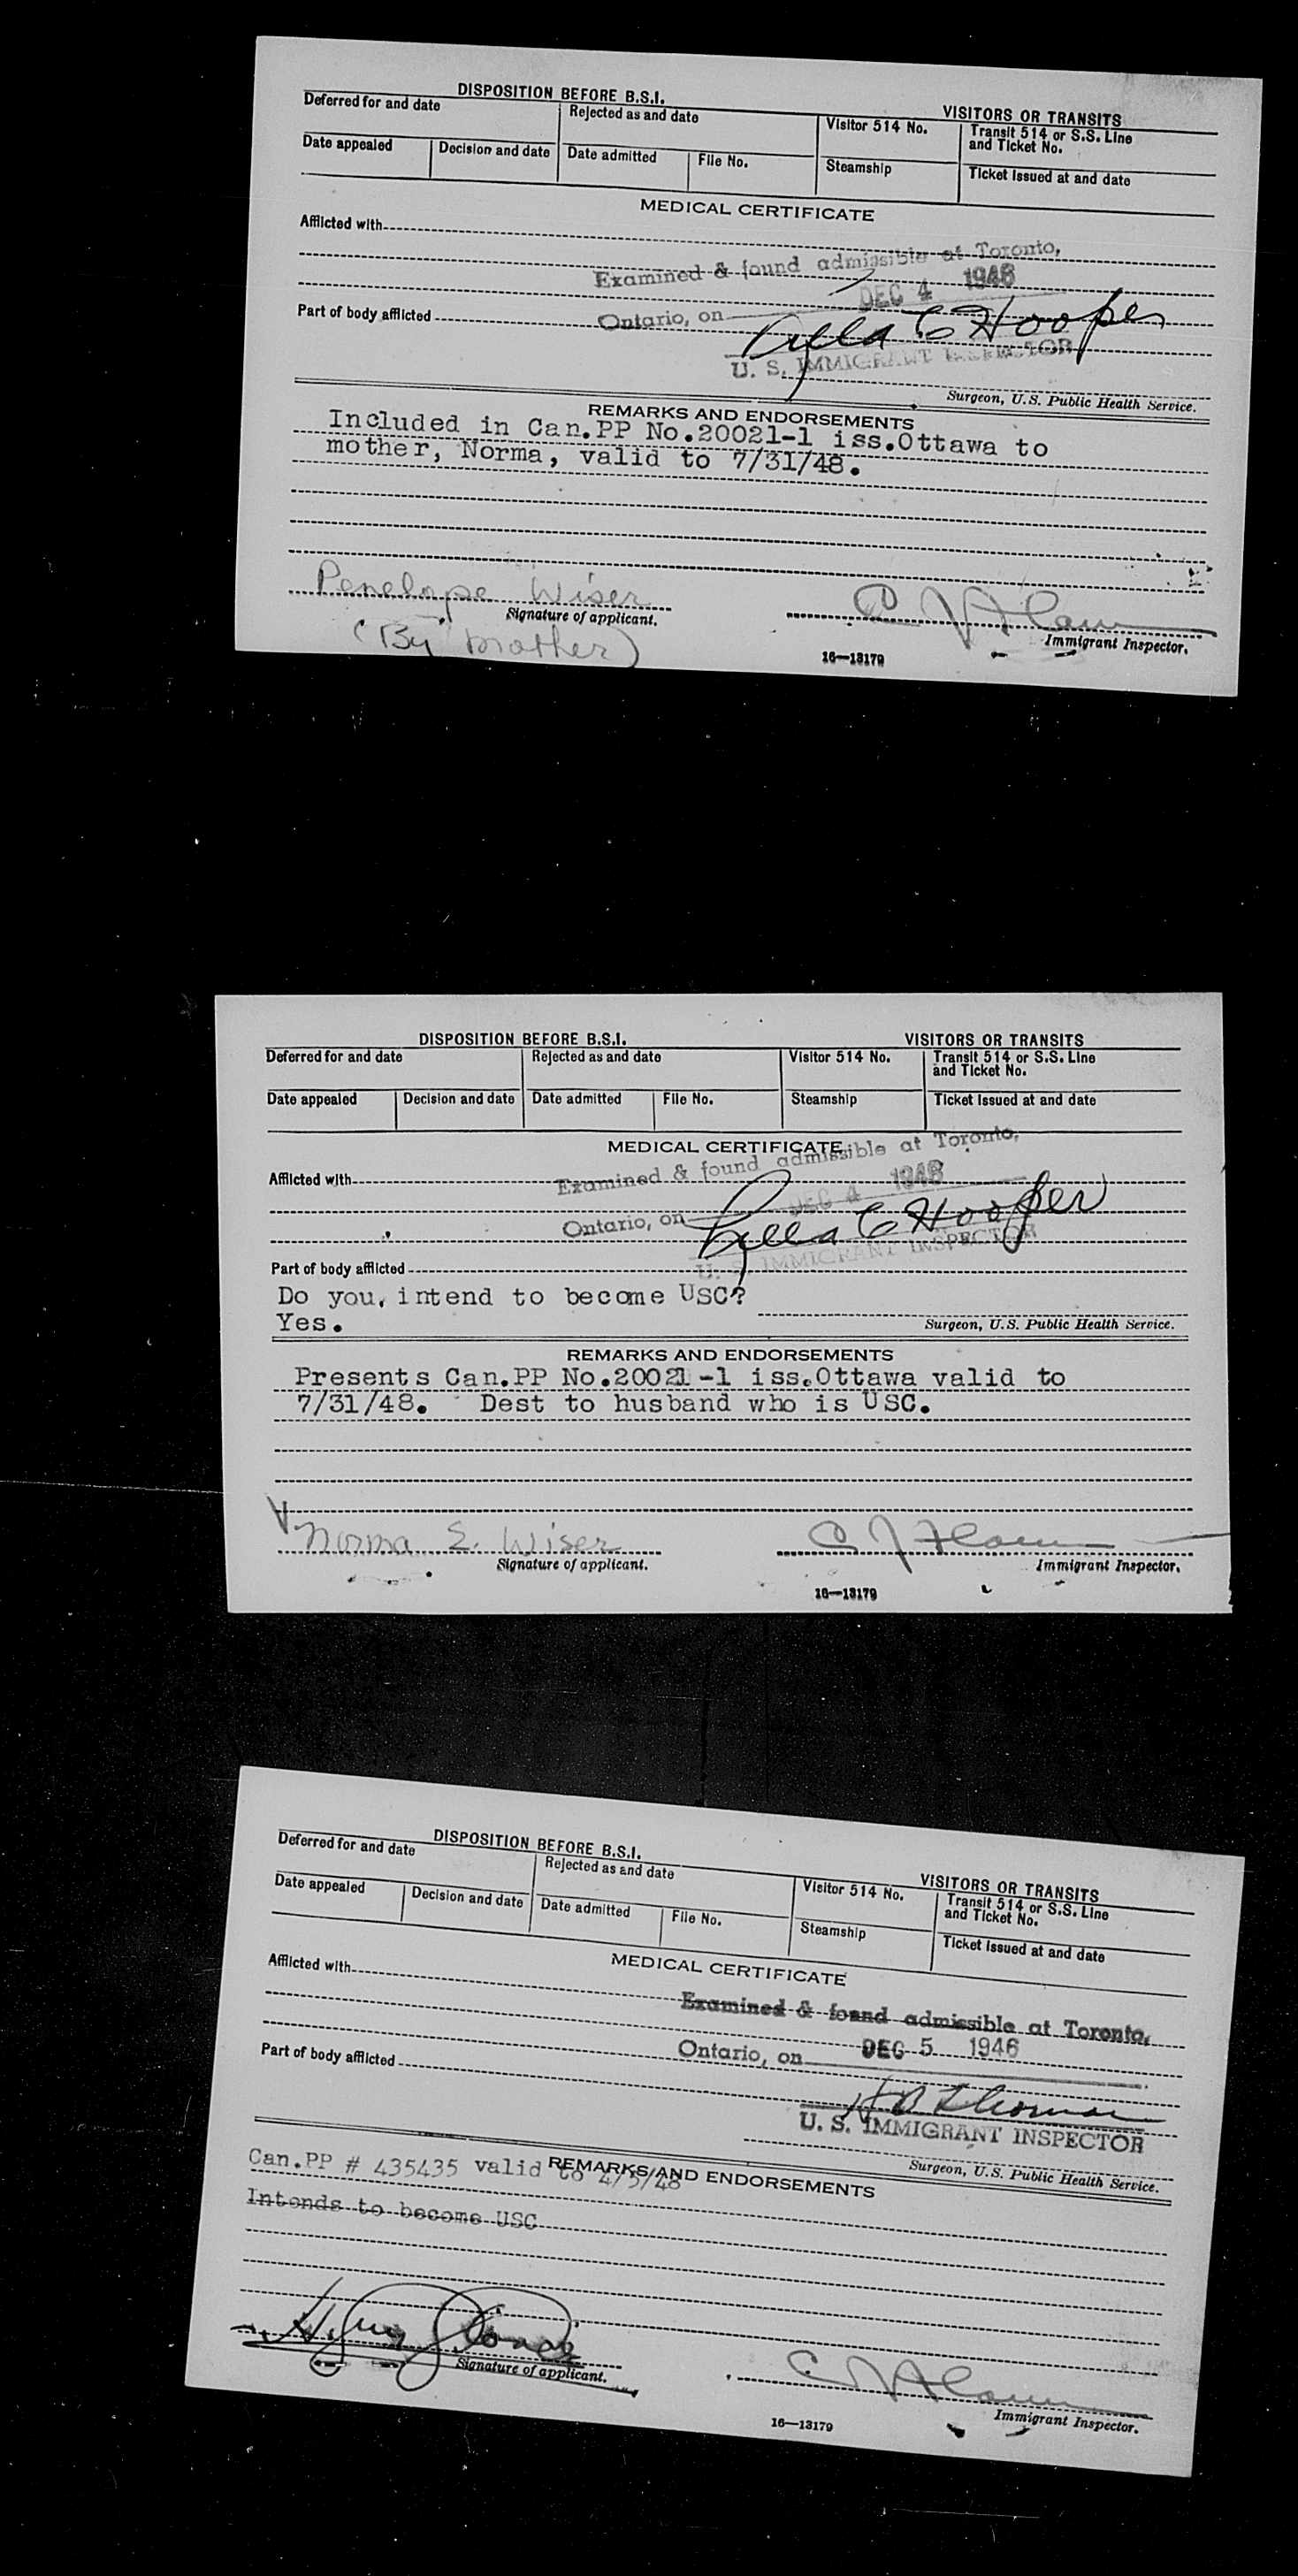 DISPOSITION BEFORE B.S.I.
VISITORS OR TRANSITS
Deferred for and date
Rejected as and date
Visitor 514 No.
Transit 514 or S.S. Line
and Ticket No.
Date appealed
Decision and date
Date admitted
File No.
Steamship
Ticket issued at and date
MEDICAL CERTIFICATE
Afflicted with
Examined & found admissible at Toronto,
DEC 4 1946
Ontario, on
Part of body afflicted
C Hooper
U. S. IMMIGRANT INSPECTOR
Surgeon, U.S. Public Health Service.
REMARKS AND ENDORSEMENTS
Included in Can.PP No.20021-1 iss.Ottawa to
mother, Norma, valid to 7/31/48.
Penelope Wiser
Signature of applicant.
(By mother)
Immigrant Inspector.
16—13179
DISPOSITION BEFORE B.S.I.
VISITORS OR TRANSITS
Deferred for and date
Rejected as and date
Visitor 514 No.
Transit 514 or S.S. Line
and Ticket No.
Date appealed
Decision and date
Date admitted
File No.
Steamship
Ticket issued at and date
MEDICAL CERTIFICATE
Examined & found admissible at Toronto,
Afflicted with
DEC 4 1946
Ontario, on
C Hooper
U. S. IMMIGRANT INSPECTOR
Part of body afflicted
Do you, intend to become USC?
Yes.
Surgeon, U.S. Public Health Service.
REMARKS AND ENDORSEMENTS
Presents Can.PP No.20021-1 iss.Ottawa valid to
7/31/48. Dest to husband who is USC.
Norma E. Wiser
Signature of applicant.
Immigrant Inspector.
16—13179
DISPOSITION BEFORE B.S.I.
VISITORS OR TRANSITS
Deferred for and date
Rejected as and date
Visitor 514 No.
Transit 514 or S.S. Line
and Ticket No.
Date appealed
Decision and date
Date admitted
File No.
Steamship
Ticket issued at and date
MEDICAL CERTIFICATE
Afflicted with
Examined & found admissible at Toronto,
Ontario, on DEC 5 1946
Part of body afflicted
U. S. IMMIGRANT INSPECTOR
Surgeon, U.S. Public Health Service.
REMARKS AND ENDORSEMENTS
Can.PP # 435435 valid to
Intends to become USC
Signature of applicant.
Immigrant Inspector.
16—13179